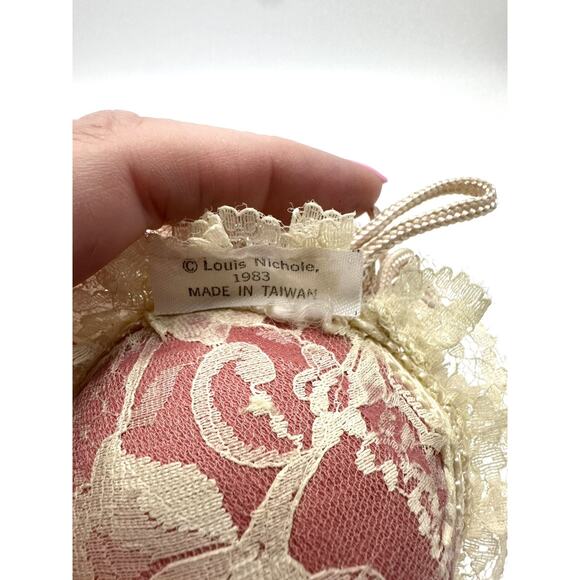 © Louis Nichole,
1983
MADE IN TAIWAN